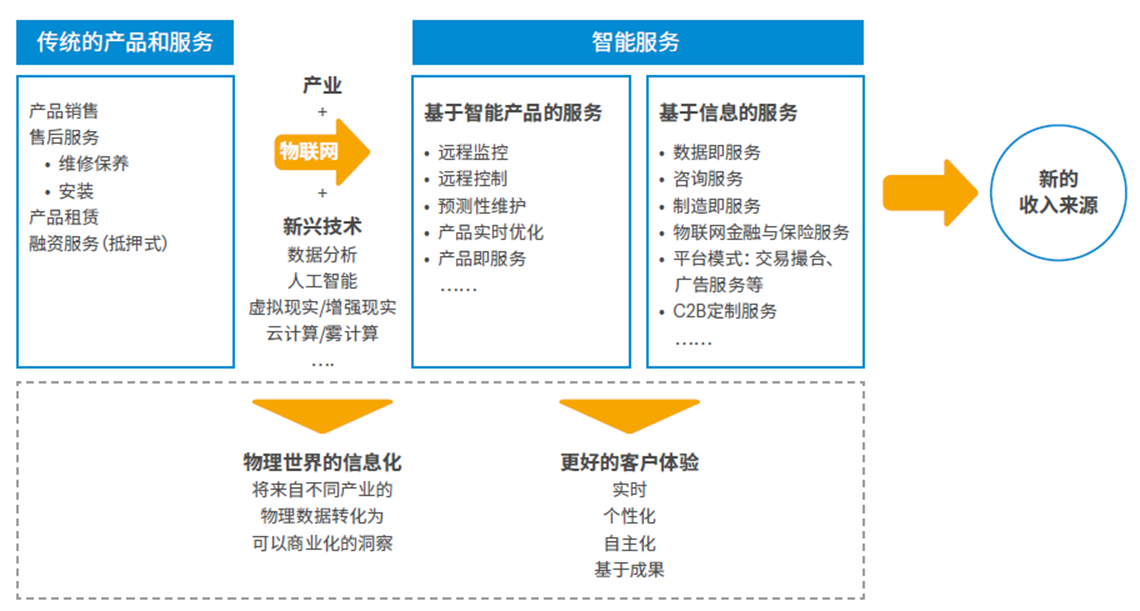 传统的产品和服务
产品销售
售后服务
• 维修保养
• 安装
产品租赁
融资服务(抵押式)
产业
+
物联网
+
新兴技术
数据分析
人工智能
虚拟现实/增强现实
云计算/雾计算
....
智能服务
基于智能产品的服务
• 远程监控
• 远程控制
• 预测性维护
• 产品实时优化
• 产品即服务
……
基于信息的服务
• 数据即服务
• 咨询服务
• 制造即服务
• 物联网金融与保险服务
• 平台模式：交易撮合、
广告服务等
• C2B定制服务
……
新的
收入来源
物理世界的信息化
将来自不同产业的
物理数据转化为
可以商业化的洞察
更好的客户体验
实时
个性化
自主化
基于成果